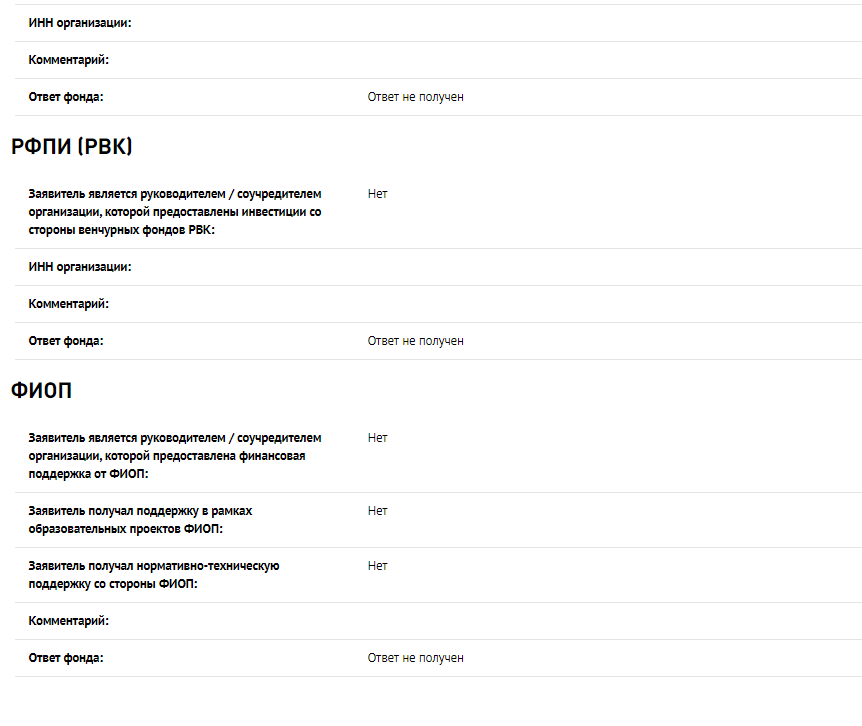 ИНН организации:
Комментарий:
Ответ фонда: Ответ не получен
РФПИ (РВК)
Заявитель является руководителем / соучредителем Нет
организации, которой предоставлены инвестиции со
стороны венчурных фондов РВК:
ИНН организации:
Комментарий:
Ответ фонда: Ответ не получен
ФИОП
Заявитель является руководителем / соучредителем Нет
организации, которой предоставлена финансовая
поддержка от ФИОП:
Заявитель получал поддержку в рамках Нет
образовательных проектов ФИОП:
Заявитель получал нормативно-техническую Нет
поддержку со стороны ФИОП:
Комментарий:
Ответ фонда: Ответ не получен